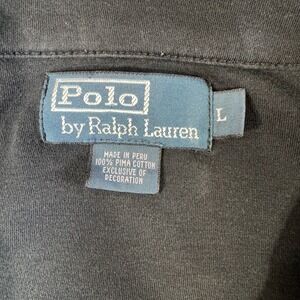 Polo
by Ralph Lauren
L
MADE IN PERU
100% PIMA COTTON
EXCLUSIVE OF
DECORATION